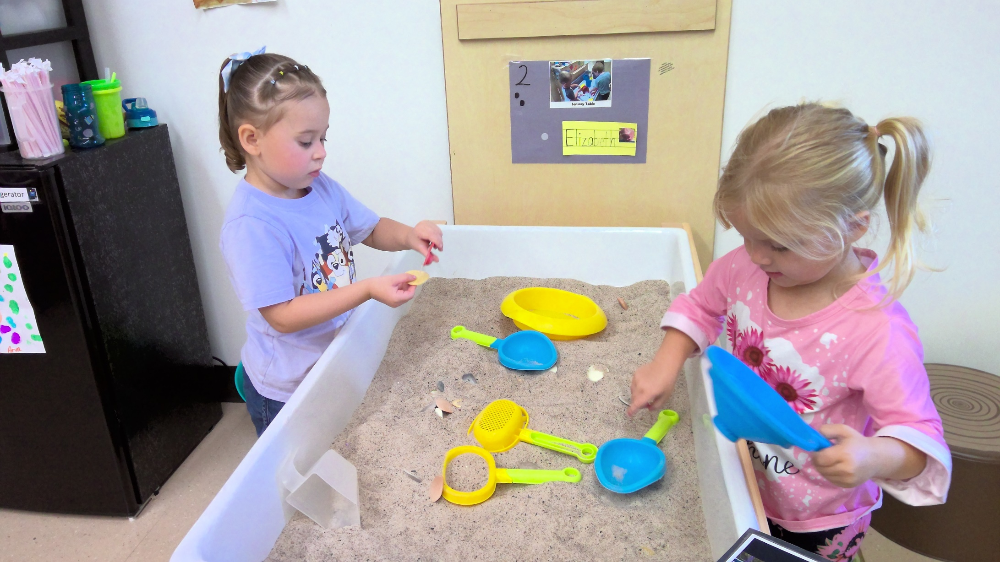 2
Sensory Table
Elizabeth
gerator
IGLOO
Ana